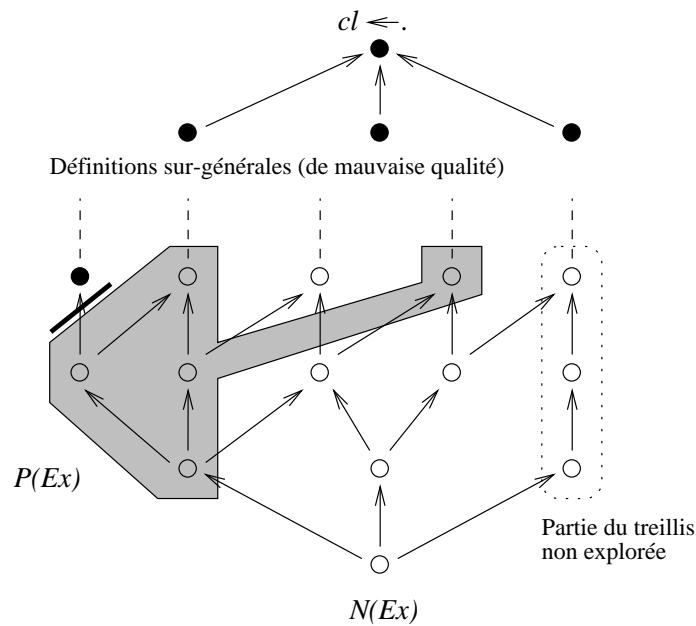 cl ←.
Définitions sur-générales (de mauvaise qualité)
P(Ex)
Partie du treillis
non explorée
N(Ex)